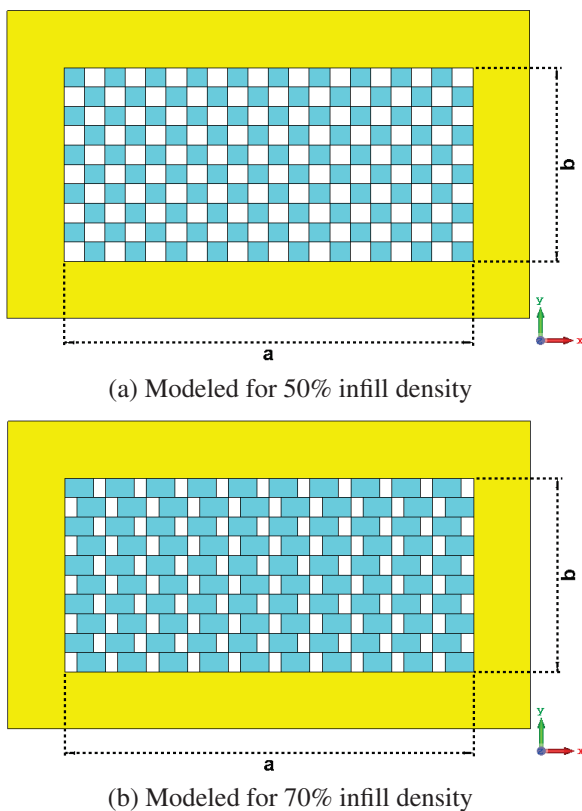 b
a
y
x
(a) Modeled for 50% infill density
b
a
y
x
(b) Modeled for 70% infill density